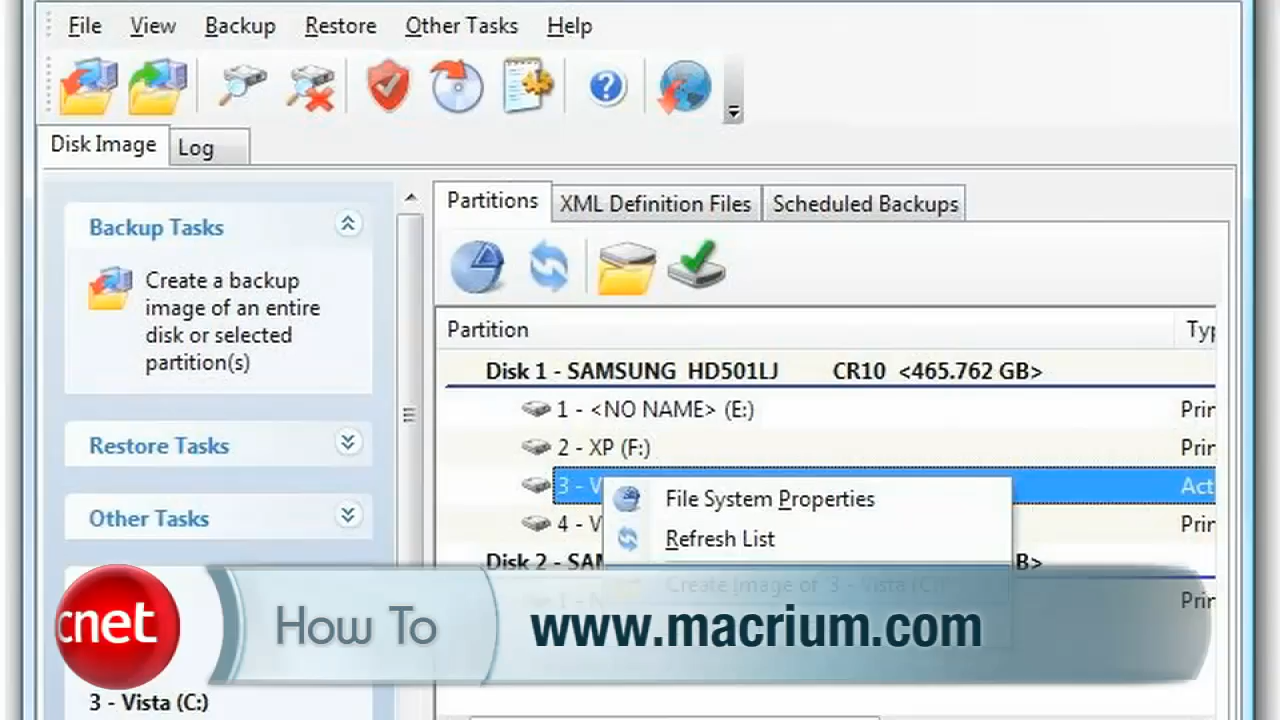 File View Backup Restore Other Tasks Help
Disk Image Log
Partitions XML Definition Files Scheduled Backups
Backup Tasks
Create a backup
image of an entire
disk or selected
partition(s)
Restore Tasks
Other Tasks
3 - Vista (C:)
Partition
Disk 1 - SAMSUNG HD501LJ CR10 <465.762 GB>
1 - <NO NAME> (E:)
2 - XP (F:)
3 - V
Act
4 - V
Disk 2 - SAM
B>
File System Properties
Refresh List
Create Image of '3 - Vista (C:)
cnet How To www.macrium.com